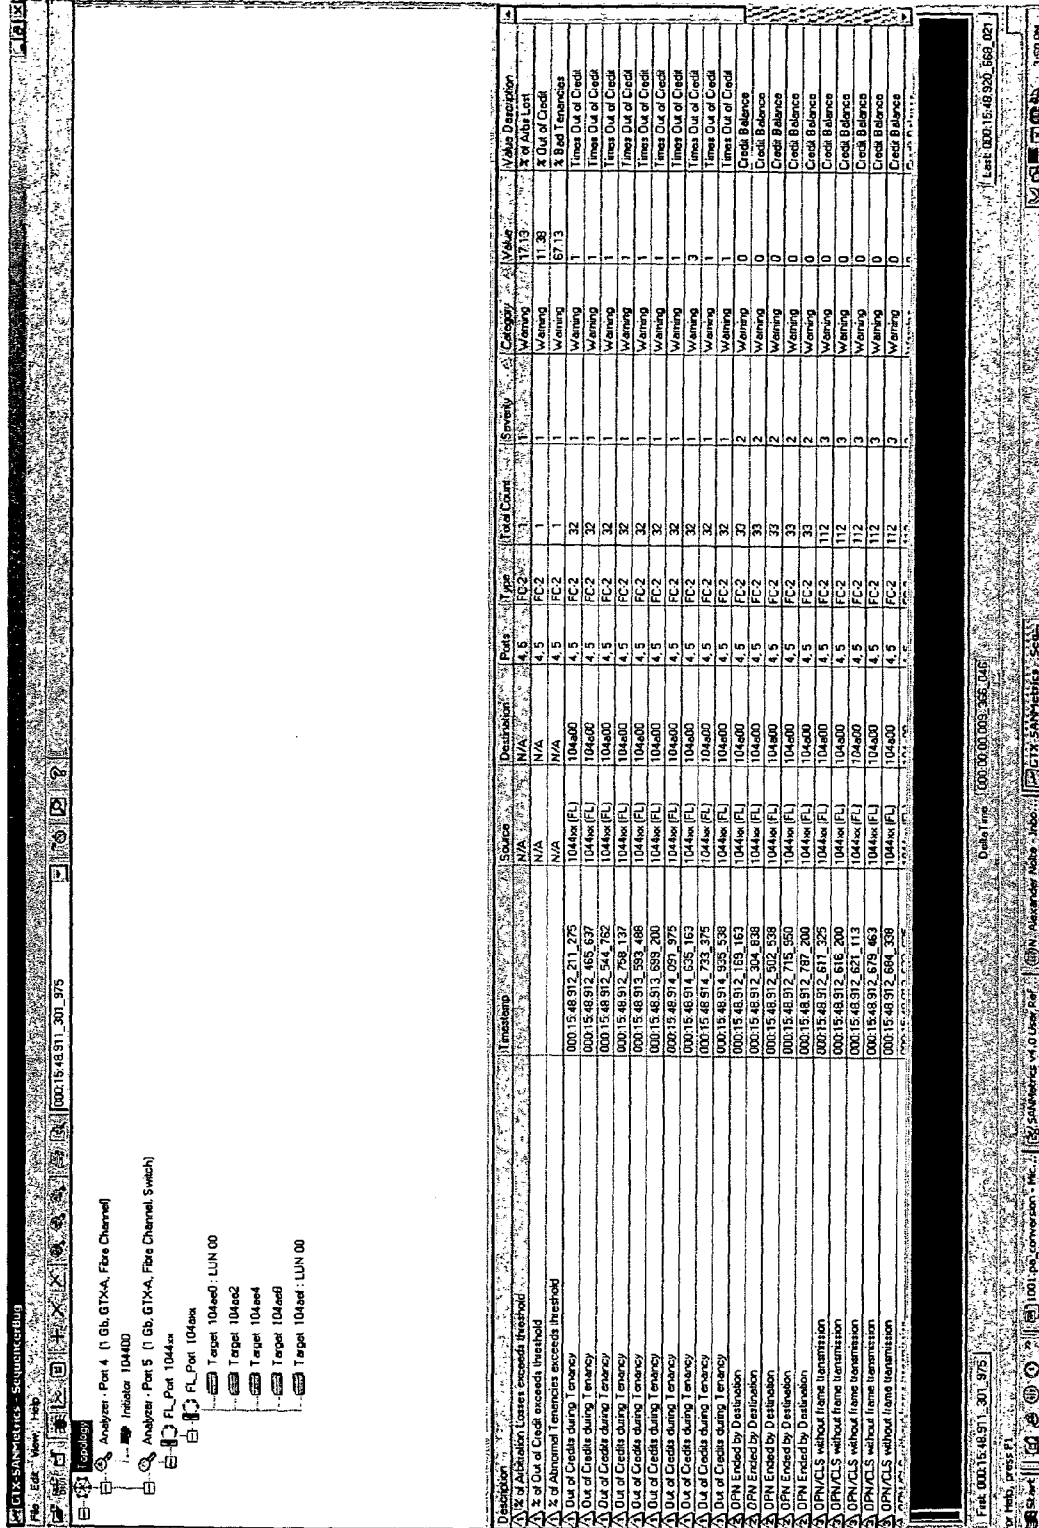 GTX-SANMetrics - SequencerBug
File Edit View Help
000:15:48.911_301_975
Topology
Analyzer - Port 4 (1 Gb, GTX-A, Fibre Channel)
Initiator 1104D00
Analyzer - Port 5 (1 Gb, GTX-A, Fibre Channel, Switch)
FL_Port 1044xx
FL_Port 104axx
Target 104ae0 : LUN 00
Target 104ae2
Target 104ae4
Target 104ae8
Target 104aef : LUN 00
Description Timestamp Source Destination Ports Type Total Count Severity Category Value Value Description
% of Arbitration Losses exceeds threshold N/A N/A 4, 5 FC-2 1 1 Warning 17.13 % of Arbs Lost
% of Out of Credit exceeds threshold N/A N/A 4, 5 FC-2 1 1 Warning 11.38 % Out of Credit
% of Abnormal Tenancies exceeds threshold N/A N/A 4, 5 FC-2 1 1 Warning 67.13 % Bad Tenancies
Out of Credits during Tenancy 000:15:48.912_211_275 1044xx (FL) 104a00 4, 5 FC-2 32 1 Warning 1 Times Out of Credit
Out of Credits during Tenancy 000:15:48.912_465_637 1044xx (FL) 104a00 4, 5 FC-2 32 1 Warning 1 Times Out of Credit
Out of Credits during Tenancy 000:15:48.912_544_762 1044xx (FL) 104a00 4, 5 FC-2 32 1 Warning 1 Times Out of Credit
Out of Credits during Tenancy 000:15:48.912_758_137 1044xx (FL) 104a00 4, 5 FC-2 32 1 Warning 1 Times Out of Credit
Out of Credits during Tenancy 000:15:48.913_593_488 1044xx (FL) 104a00 4, 5 FC-2 32 1 Warning 1 Times Out of Credit
Out of Credits during Tenancy 000:15:48.913_699_200 1044xx (FL) 104a00 4, 5 FC-2 32 1 Warning 1 Times Out of Credit
Out of Credits during Tenancy 000:15:48.914_091_975 1044xx (FL) 104a00 4, 5 FC-2 32 1 Warning 1 Times Out of Credit
Out of Credits during Tenancy 000:15:48.914_635_163 1044xx (FL) 104a00 4, 5 FC-2 32 1 Warning 3 Times Out of Credit
Out of Credits during Tenancy 000:15:48.914_733_375 1044xx (FL) 104a00 4, 5 FC-2 32 1 Warning 1 Times Out of Credit
Out of Credits during Tenancy 000:15:48.914_935_538 1044xx (FL) 104a00 4, 5 FC-2 32 1 Warning 1 Times Out of Credit
OPN Ended by Destination 000:15:48.912_169_163 1044xx (FL) 104a00 4, 5 FC-2 33 2 Warning 0 Credit Balance
OPN Ended by Destination 000:15:48.912_304_838 1044xx (FL) 104a00 4, 5 FC-2 33 2 Warning 0 Credit Balance
OPN Ended by Destination 000:15:48.912_502_538 1044xx (FL) 104a00 4, 5 FC-2 33 2 Warning 0 Credit Balance
OPN Ended by Destination 000:15:48.912_715_950 1044xx (FL) 104a00 4, 5 FC-2 33 2 Warning 0 Credit Balance
OPN Ended by Destination 000:15:48.912_787_200 1044xx (FL) 104a00 4, 5 FC-2 33 2 Warning 0 Credit Balance
OPN/CLS without frame transmission 000:15:48.912_611_325 1044xx (FL) 104a00 4, 5 FC-2 112 3 Warning 0 Credit Balance
OPN/CLS without frame transmission 000:15:48.912_616_200 1044xx (FL) 104a00 4, 5 FC-2 112 3 Warning 0 Credit Balance
OPN/CLS without frame transmission 000:15:48.912_621_113 1044xx (FL) 104a00 4, 5 FC-2 112 3 Warning 0 Credit Balance
OPN/CLS without frame transmission 000:15:48.912_679_463 1044xx (FL) 104a00 4, 5 FC-2 112 3 Warning 0 Credit Balance
OPN/CLS without frame transmission 000:15:48.912_684_338 1044xx (FL) 104a00 4, 5 FC-2 112 3 Warning 0 Credit Balance
First: 000:15:48.911_301_975 Delta Time: 000:00:00.009_366_046 Last: 000:15:48.920_668_021
or Help, press F1
Start 1001.pa_conversion - Mic... SANMetrics v4.0 User Ref... N. Alexander Nobe - Inbo... GTX-SANMetrics - Se... 3:50 PM